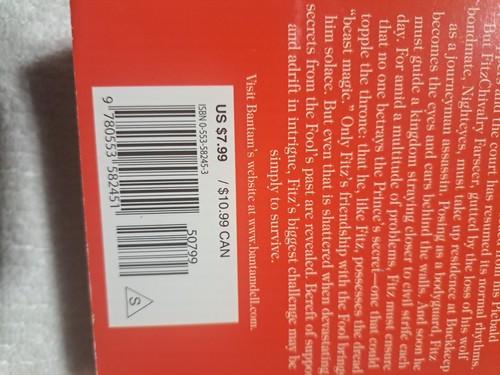 court has resumed its normal rhythms.
But FitzChivalry Farseer, gutted by the loss of his wolf
bondmate, Nighteyes, must take up residence at Buckkeep
as a journeyman assassin. Posing as a bodyguard, Fitz
becomes the eyes and ears behind the walls. And soon he
must guide a kingdom straying closer to civil strife each
day. For amid a multitude of problems, Fitz must ensure
that no one betrays the Prince's secret—one that could
topple the throne: that he, like Fitz, possesses the dread
"beast magic." Only Fitz's friendship with the Fool brings
him solace. But even that is shattered when devastating
secrets from the Fool's past are revealed. Bereft of support
and adrift in intrigue, Fitz's biggest challenge may be
simply to survive.
Visit Bantam's website at www.bantamdell.com.
US $7.99 / $10.99 CAN
ISBN 0-553-58245-3
9 780553 582451
50799
S